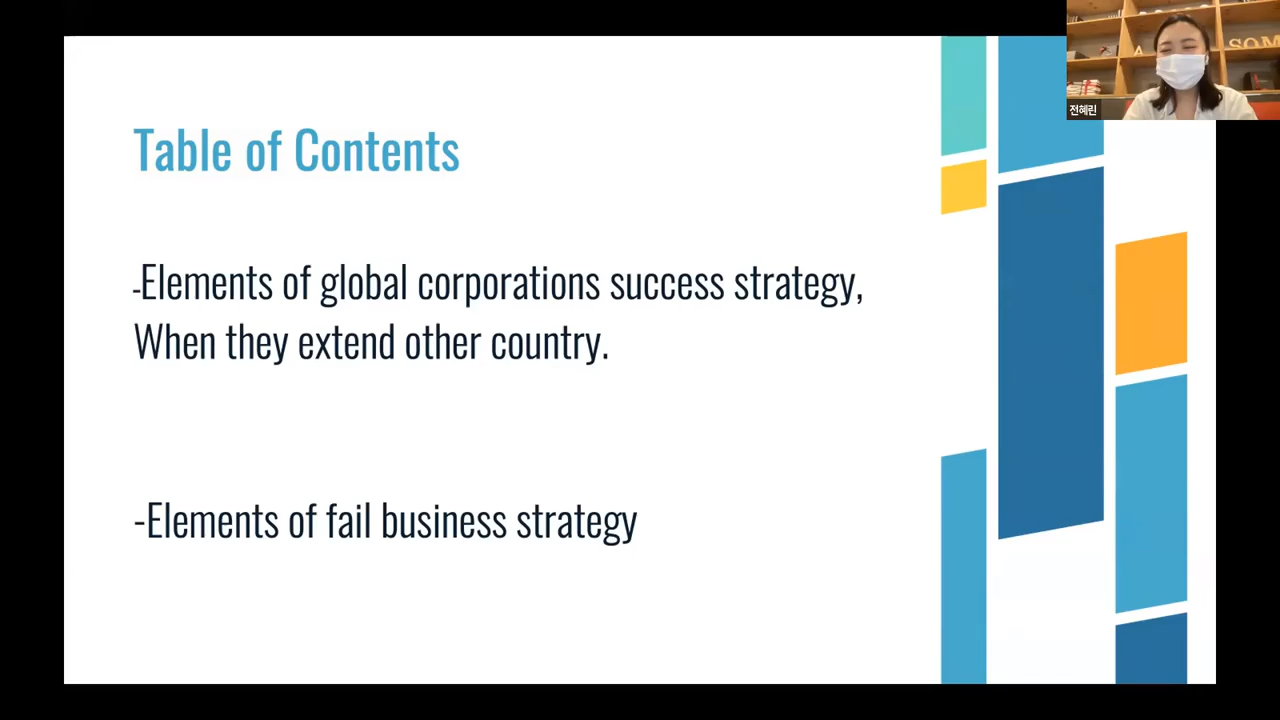 Table of Contents
-Elements of global corporations success strategy,
When they extend other country.
-Elements of fail business strategy
전혜린
A
SOM